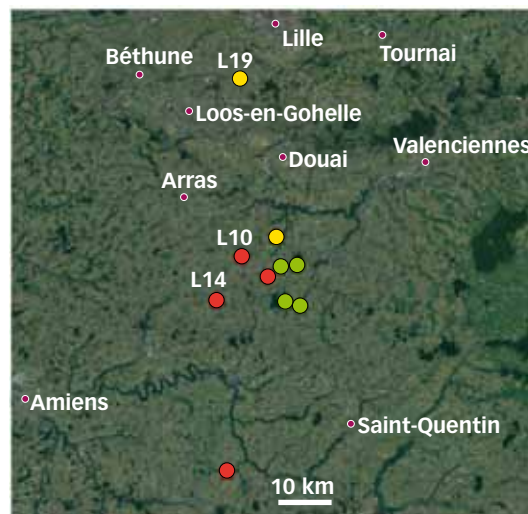 Lille
Tournai
Béthune
L19
Loos-en-Gohelle
Douai
Valenciennes
Arras
L10
L14
Amiens
Saint-Quentin
10 km